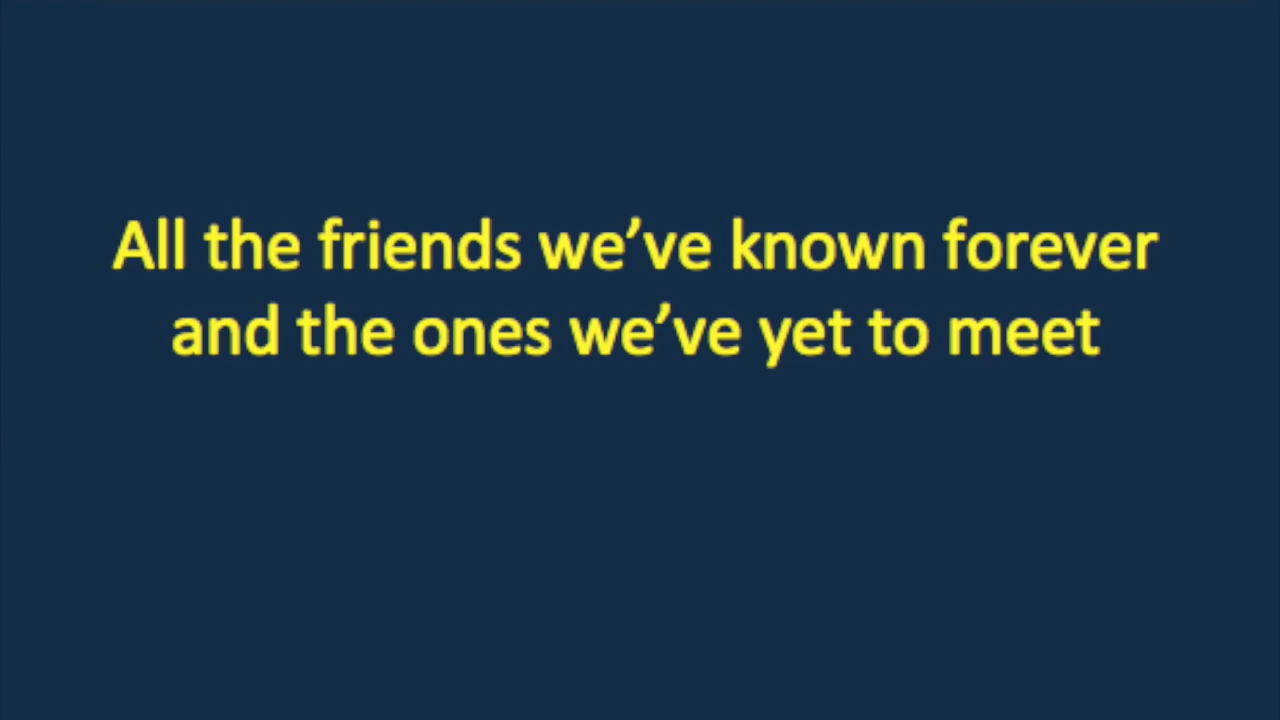 All the friends we’ve known forever
and the ones we’ve yet to meet